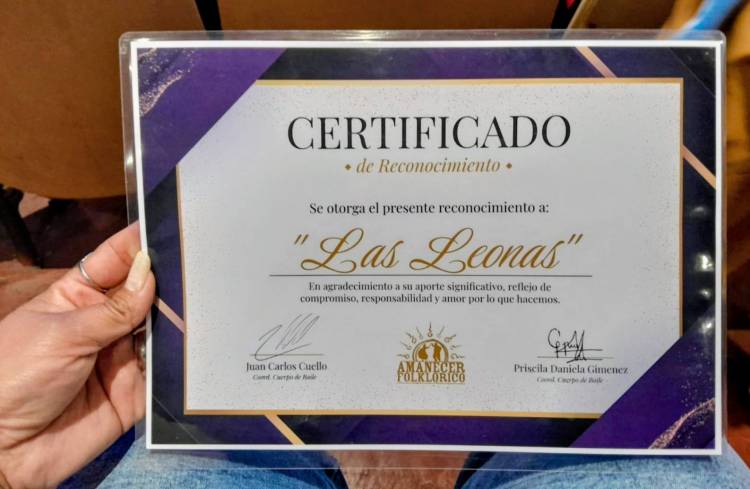 CERTIFICADO
de Reconocimiento
Se otorga el presente reconocimiento a:
"Las Leonas"
En agradecimiento a su aporte significativo, reflejo de
compromiso, responsabilidad y amor por lo que hacemos.
Juan Carlos Cuello
Coord. Cuerpo de Baile
AMANECER
FOLKLÓRICO
Priscila Daniela Gimenez
Coord. Cuerpo de Baile